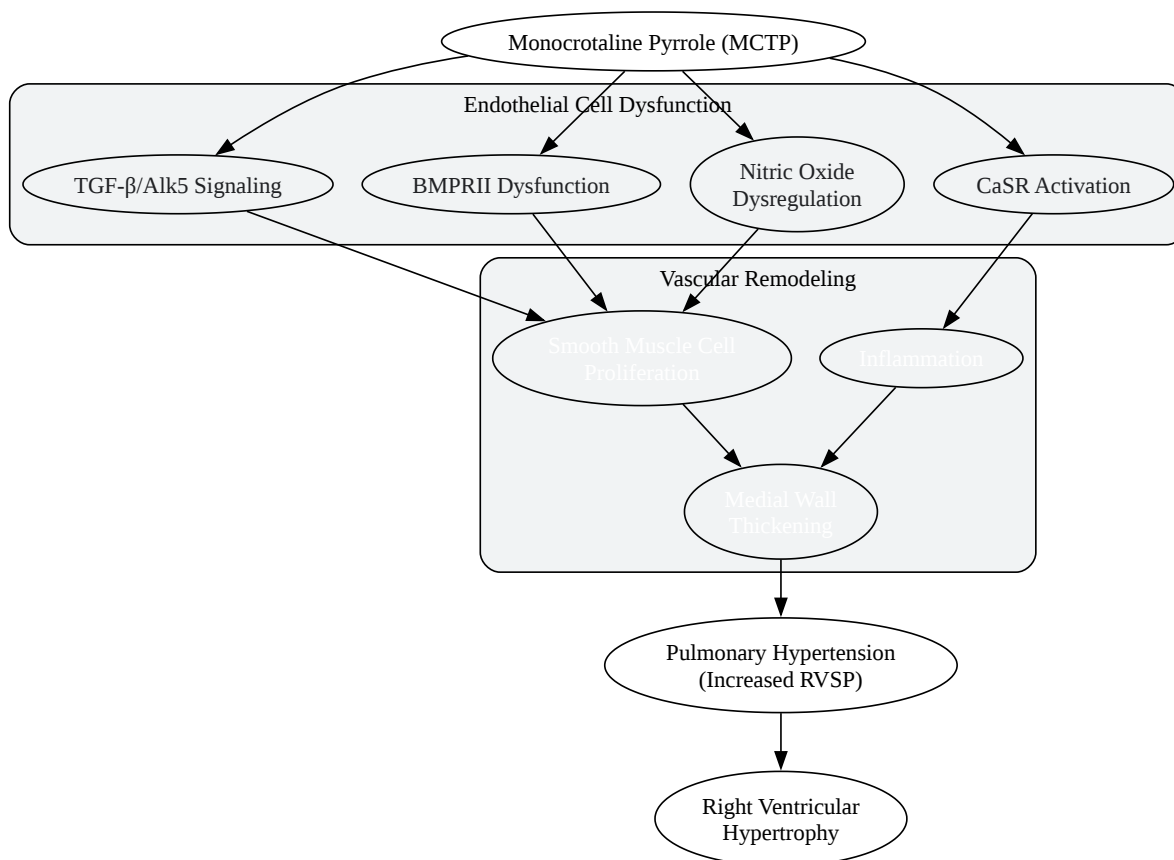 Monocrotaline Pyrrole (MCTP)
Endothelial Cell Dysfunction
TGF-β/Alk5 Signaling
BMPRII Dysfunction
Nitric Oxide
Dysregulation
CaSR Activation
Vascular Remodeling
Smooth Muscle Cell
Proliferation
Inflammation
Medial Wall
Thickening
Pulmonary Hypertension
(Increased RVSP)
Right Ventricular
Hypertrophy